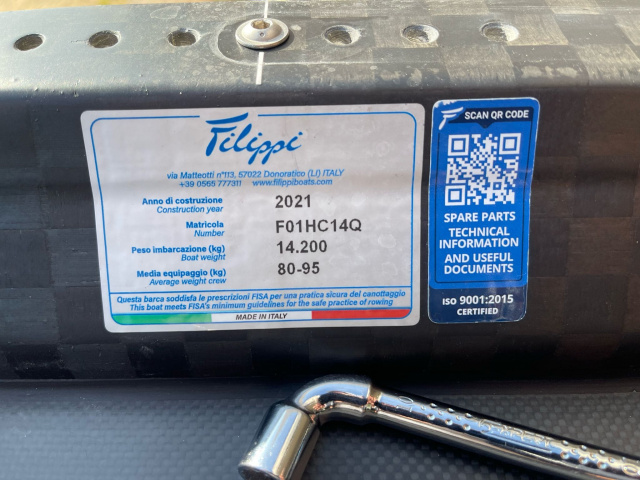 Filippi
via Matteotti n°113, 57022 Donoratico (LI) ITALY
+39 0565 777311 www.filippiboats.com
Anno di costruzione 2021
Construction year
Matricola F01HC14Q
Number
Peso imbarcazione (kg) 14.200
Boat weight
Media equipaggio (kg) 80-95
Average weight crew
Questa barca soddisfa le prescrizioni FISA per una pratica sicura del canottaggio
This boat meets FISA's minimum guidelines for the safe practice of rowing
MADE IN ITALY
SCAN QR CODE
SPARE PARTS
TECHNICAL
INFORMATION
AND USEFUL
DOCUMENTS
ISO 9001:2015
CERTIFIED